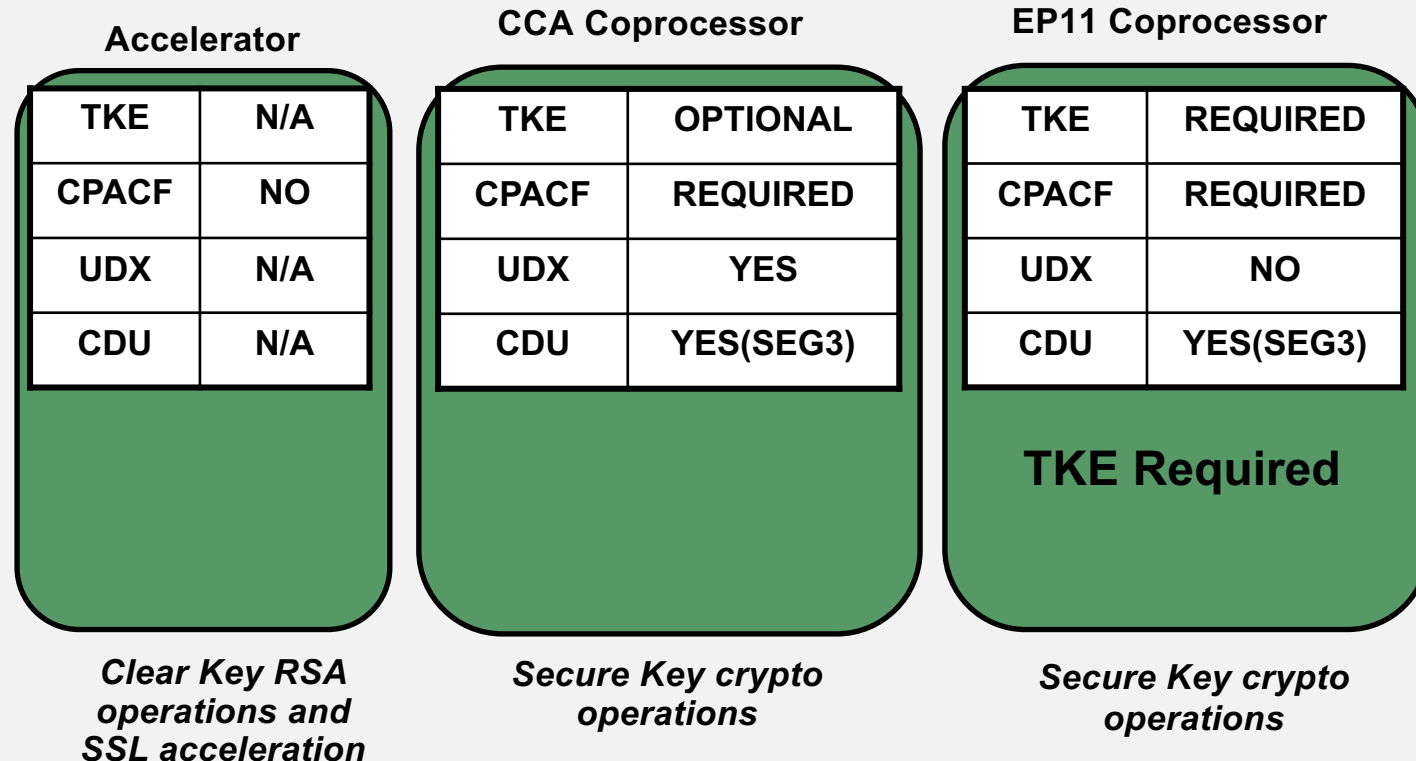 Accelerator
TKE N/A
CPACF NO
UDX N/A
CDU N/A
Clear Key RSA
operations and
SSL acceleration
CCA Coprocessor
TKE OPTIONAL
CPACF REQUIRED
UDX YES
CDU YES(SEG3)
Secure Key crypto
operations
EP11 Coprocessor
TKE REQUIRED
CPACF REQUIRED
UDX NO
CDU YES(SEG3)
TKE Required
Secure Key crypto
operations